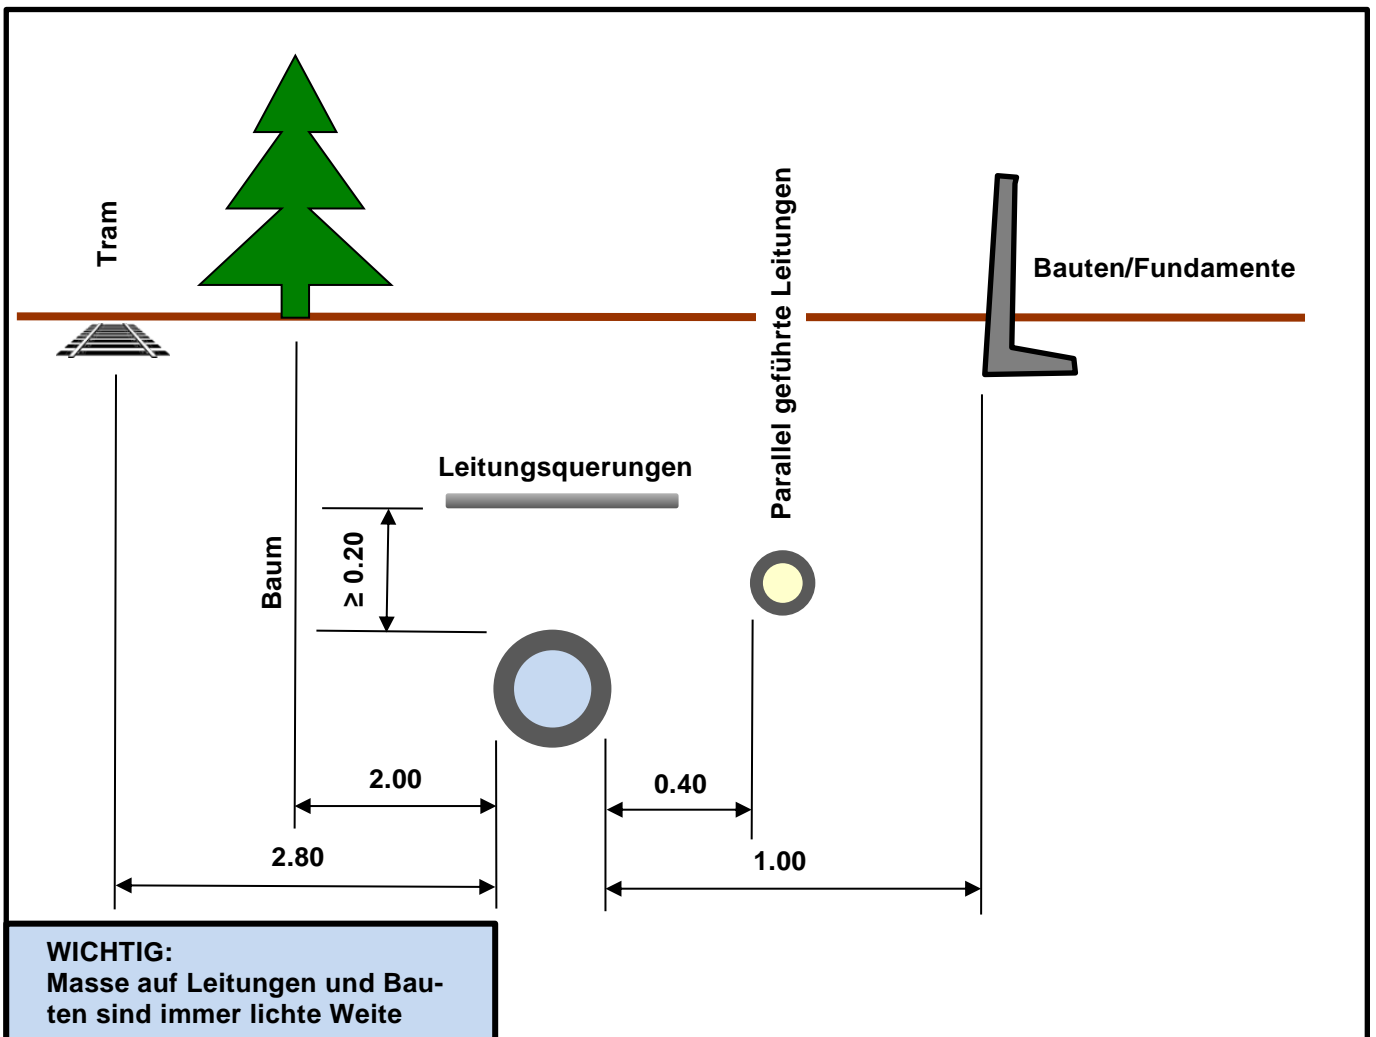 Tram
Parallel geführte Leitungen
Bauten/Fundamente
Leitungsquerungen
Baum
≥ 0.20
2.00
0.40
2.80
1.00
WICHTIG:
Masse auf Leitungen und Bau-
ten sind immer lichte Weite